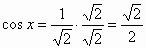 cos x = 1/√2 √2/√2 = √2/2